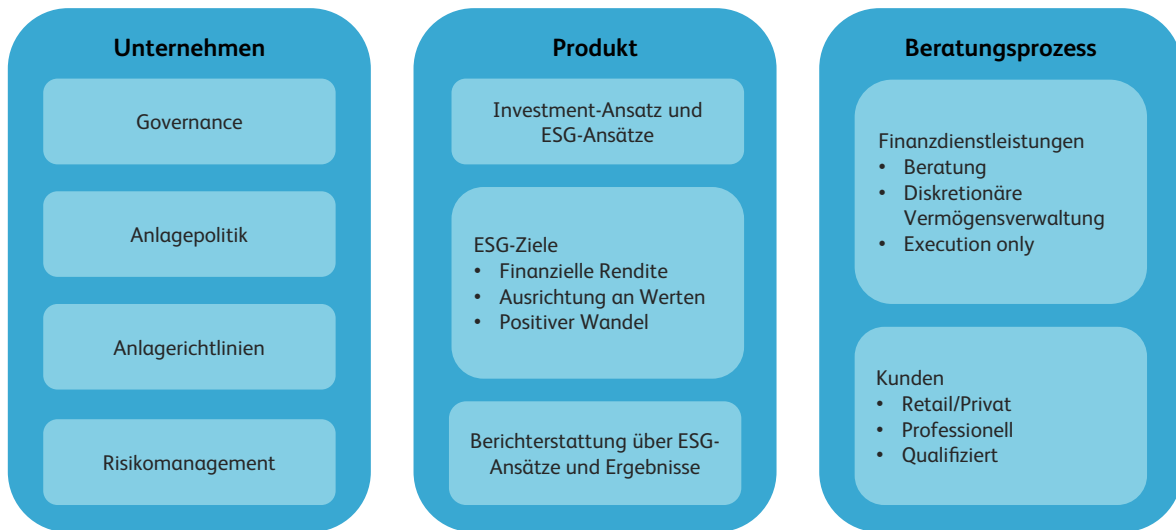 Unternehmen
Governance
Anlagepolitik
Anlagerichtlinien
Risikomanagement
Produkt
Investment-Ansatz und
ESG-Ansätze
ESG-Ziele
• Finanzielle Rendite
• Ausrichtung an Werten
• Positiver Wandel
Berichterstattung über ESG-
Ansätze und Ergebnisse
Beratungsprozess
Finanzdienstleistungen
• Beratung
• Diskretionäre
Vermögensverwaltung
• Execution only
Kunden
• Retail/Privat
• Professionell
• Qualifiziert